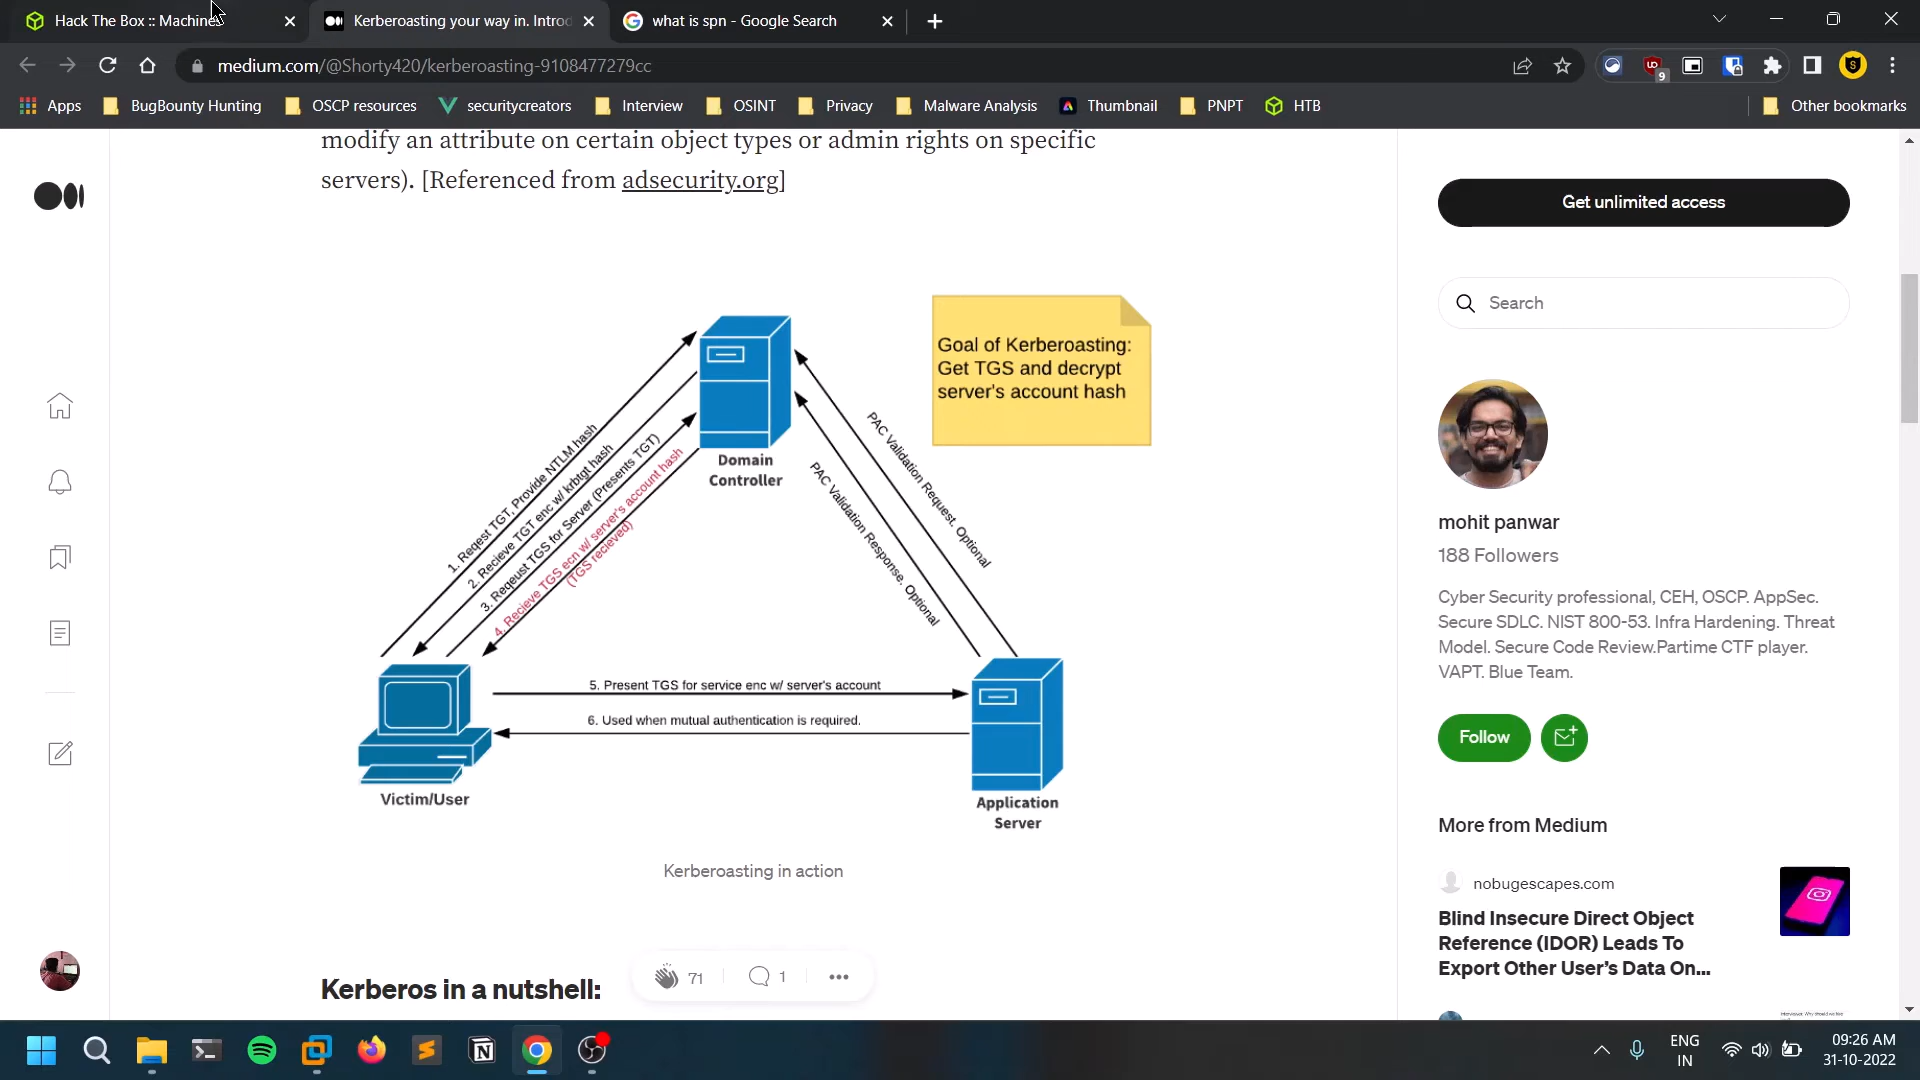 Hack The Box :: Machines
Kerberoasting your way in. Introd
what is spn - Google Search
medium.com/@Shorty420/kerberoasting-9108477279cc
9
S
Apps
BugBounty Hunting
OSCP resources
securitycreators
Interview
OSINT
Privacy
Malware Analysis
Thumbnail
PNPT
HTB
Other bookmarks
modify an attribute on certain object types or admin rights on specific
servers). [Referenced from adsecurity.org]
Goal of Kerberoasting:
Get TGS and decrypt
server's account hash
Domain
Controller
1. Reqest TGT, Provide NTLM hash
2. Recieve TGT enc w/ krbtgt hash
3. Reqeust TGS for Server (Presents TGT)
4. Recieve TGS ecn w/ server's account hash
(TGS recieved)
PAC Validation Request. Optional
PAC Validation Response. Optional
5. Present TGS for service enc w/ server's account
6. Used when mutual authentication is required.
Victim/User
Application
Server
Kerberoasting in action
71
1
Kerberos in a nutshell:
Get unlimited access
Search
mohit panwar
188 Followers
Cyber Security professional, CEH, OSCP. AppSec.
Secure SDLC. NIST 800-53. Infra Hardening. Threat
Model. Secure Code Review.Partime CTF player.
VAPT. Blue Team.
Follow
More from Medium
nobugescapes.com
Blind Insecure Direct Object
Reference (IDOR) Leads To
Export Other User's Data On...
ENG
IN
09:26 AM
31-10-2022